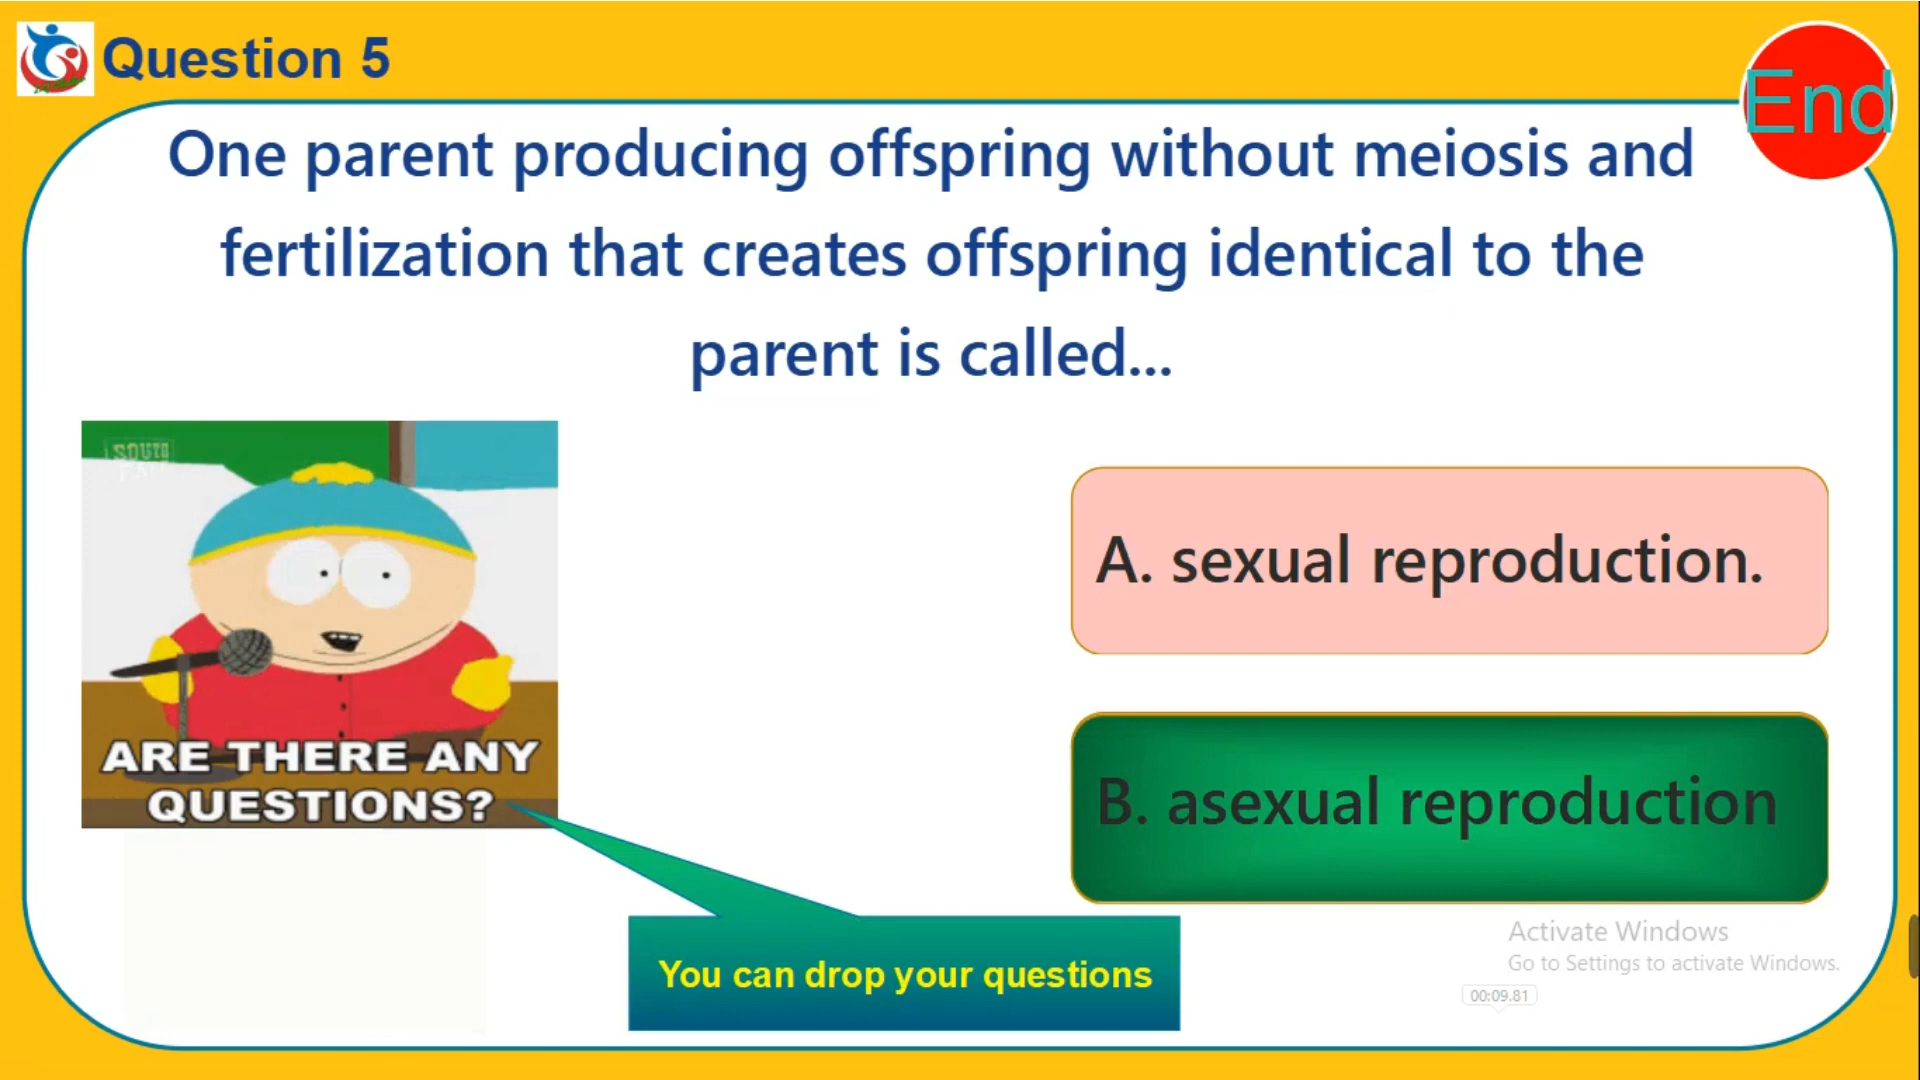 Question 5
End
One parent producing offspring without meiosis and
fertilization that creates offspring identical to the
parent is called...
SOUTH
PARK
A. sexual reproduction.
ARE THERE ANY
QUESTIONS?
B. asexual reproduction
You can drop your questions
Activate Windows
Go to Settings to activate Windows.
00:09.81